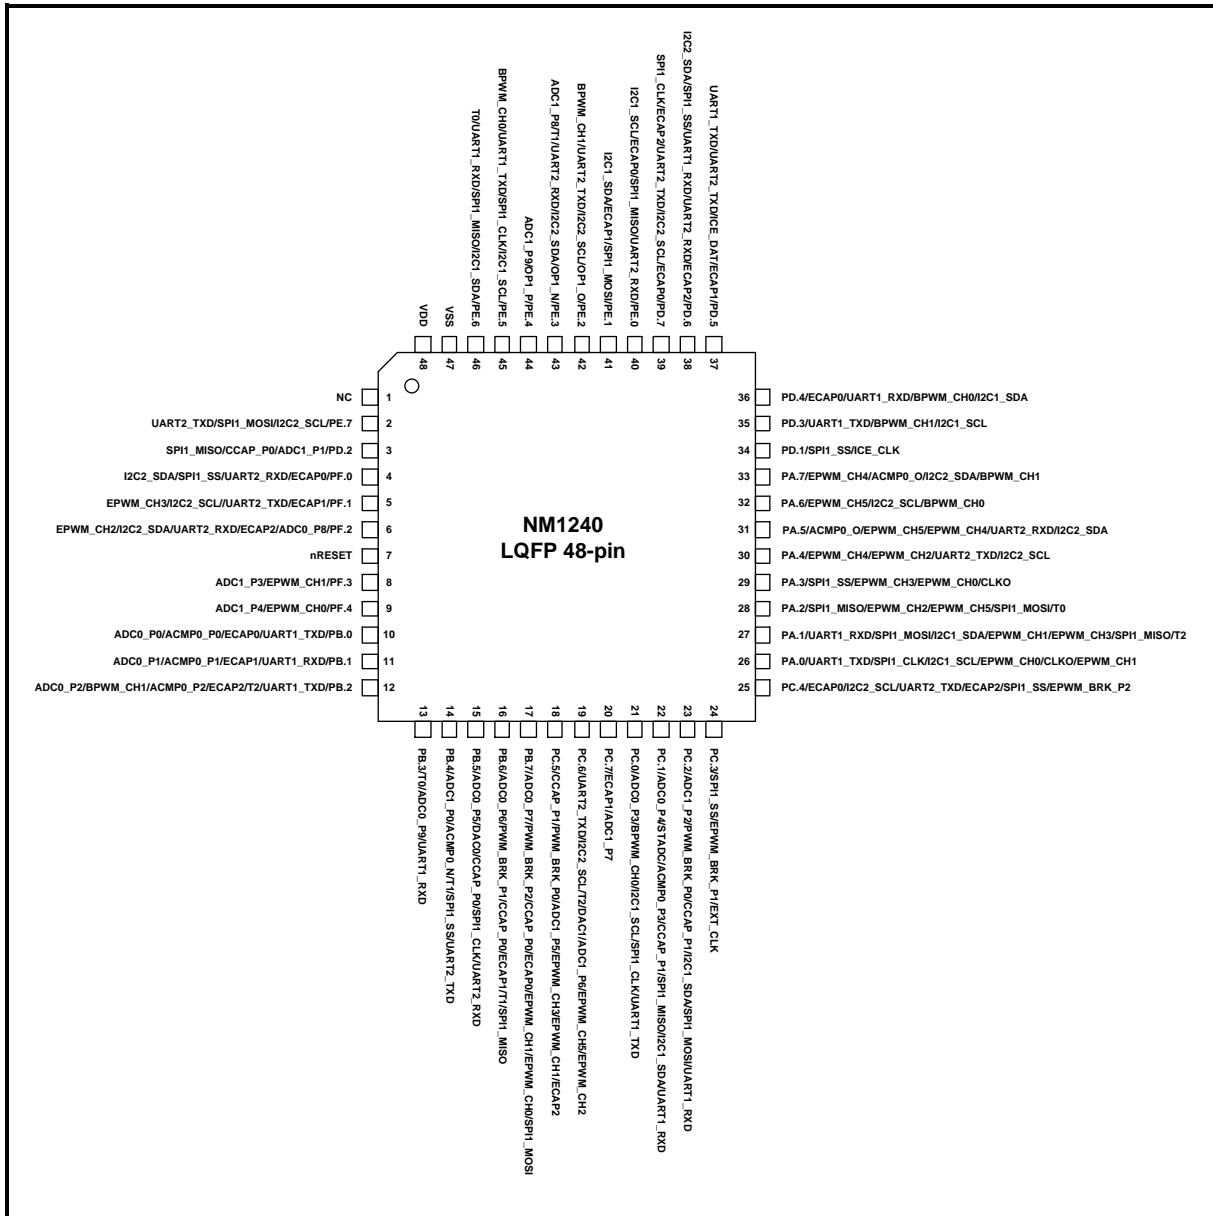 UART1_TXD/UART2_TXD/ICE_DAT/ECAP1/PD.5
I2C2_SDA/SPI1_SS/UART1_RXD/UART2_RXD/ECAP2/PD.6
SPI1_CLK/ECAP2/UART2_TXD/I2C2_SCL/ECAP0/PD.7
I2C1_SCL/ECAP0/SPI1_MISO/UART2_RXD/PE.0
I2C1_SDA/ECAP1/SPI1_MOSI/PE.1
BPWM_CH1/UART2_TXD/I2C2_SCL/OP1_O/PE.2
ADC1_P8/T1/UART2_RXD/I2C2_SDA/OP1_N/PE.3
ADC1_P9/OP1_P/PE.4
BPWM_CH0/UART1_TXD/SPI1_CLK/I2C1_SCL/PE.5
T0/UART1_RXD/SPI1_MISO/I2C1_SDA/PE.6
VSS
VDD
48 47 46 45 44 43 42 41 40 39 38 37
NC 1
UART2_TXD/SPI1_MOSI/I2C2_SCL/PE.7 2
SPI1_MISO/CCAP_P0/ADC1_P1/PD.2 3
I2C2_SDA/SPI1_SS/UART2_RXD/ECAP0/PF.0 4
EPWM_CH3/I2C2_SCL//UART2_TXD/ECAP1/PF.1 5
EPWM_CH2/I2C2_SDA/UART2_RXD/ECAP2/ADC0_P8/PF.2 6
nRESET 7
ADC1_P3/EPWM_CH1/PF.3 8
ADC1_P4/EPWM_CH0/PF.4 9
ADC0_P0/ACMP0_P0/ECAP0/UART1_TXD/PB.0 10
ADC0_P1/ACMP0_P1/ECAP1/UART1_RXD/PB.1 11
ADC0_P2/BPWM_CH1/ACMP0_P2/ECAP2/T2/UART1_TXD/PB.2 12
NM1240
LQFP 48-pin
36 PD.4/ECAP0/UART1_RXD/BPWM_CH0/I2C1_SDA
35 PD.3/UART1_TXD/BPWM_CH1/I2C1_SCL
34 PD.1/SPI1_SS/ICE_CLK
33 PA.7/EPWM_CH4/ACMP0_O/I2C2_SDA/BPWM_CH1
32 PA.6/EPWM_CH5/I2C2_SCL/BPWM_CH0
31 PA.5/ACMP0_O/EPWM_CH5/EPWM_CH4/UART2_RXD/I2C2_SDA
30 PA.4/EPWM_CH4/EPWM_CH2/UART2_TXD/I2C2_SCL
29 PA.3/SPI1_SS/EPWM_CH3/EPWM_CH0/CLKO
28 PA.2/SPI1_MISO/EPWM_CH2/EPWM_CH5/SPI1_MOSI/T0
27 PA.1/UART1_RXD/SPI1_MOSI/I2C1_SDA/EPWM_CH1/EPWM_CH3/SPI1_MISO/T2
26 PA.0/UART1_TXD/SPI1_CLK/I2C1_SCL/EPWM_CH0/CLKO/EPWM_CH1
25 PC.4/ECAP0/I2C2_SCL/UART2_TXD/ECAP2/SPI1_SS/EPWM_BRK_P2
13 14 15 16 17 18 19 20 21 22 23 24
PC.3/SPI1_SS/EPWM_BRK_P1/EXT_CLK
PC.2/ADC1_P2/PWM_BRK_P0/CCAP_P1/I2C1_SDA/SPI1_MOSI/UART1_RXD
PC.1/ADC0_P4/STADC/ACMP0_P3/CCAP_P1/SPI1_MISO/I2C1_SDA/UART1_RXD
PC.0/ADC0_P3/BPWM_CH0/I2C1_SCL/SPI1_CLK/UART1_TXD
PC.7/ECAP1/ADC1_P7
PC.6/UART2_TXD/I2C2_SCL/T2/DAC1/ADC1_P6/EPWM_CH5/EPWM_CH2
PC.5/CCAP_P1/PWM_BRK_P0/ADC1_P5/EPWM_CH3/EPWM_CH1/ECAP2
PB.7/ADC0_P7/PWM_BRK_P2/CCAP_P0/ECAP0/EPWM_CH1/EPWM_CH0/SPI1_MOSI
PB.6/ADC0_P6/PWM_BRK_P1/CCAP_P0/ECAP1/T1/SPI1_MISO
PB.5/ADC0_P5/DAC0/CCAP_P0/SPI1_CLK/UART2_RXD
PB.4/ADC1_P0/ACMP0_N/T1/SPI1_SS/UART2_TXD
PB.3/T0/ADC0_P9/UART1_RXD